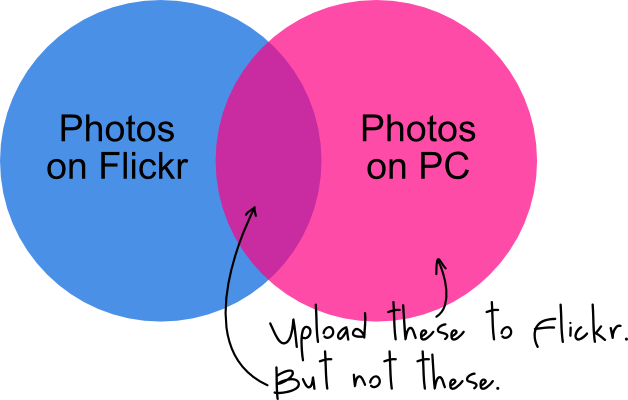 Photos
on Flickr
Photos
on PC
Upload these to Flickr.
But not these.